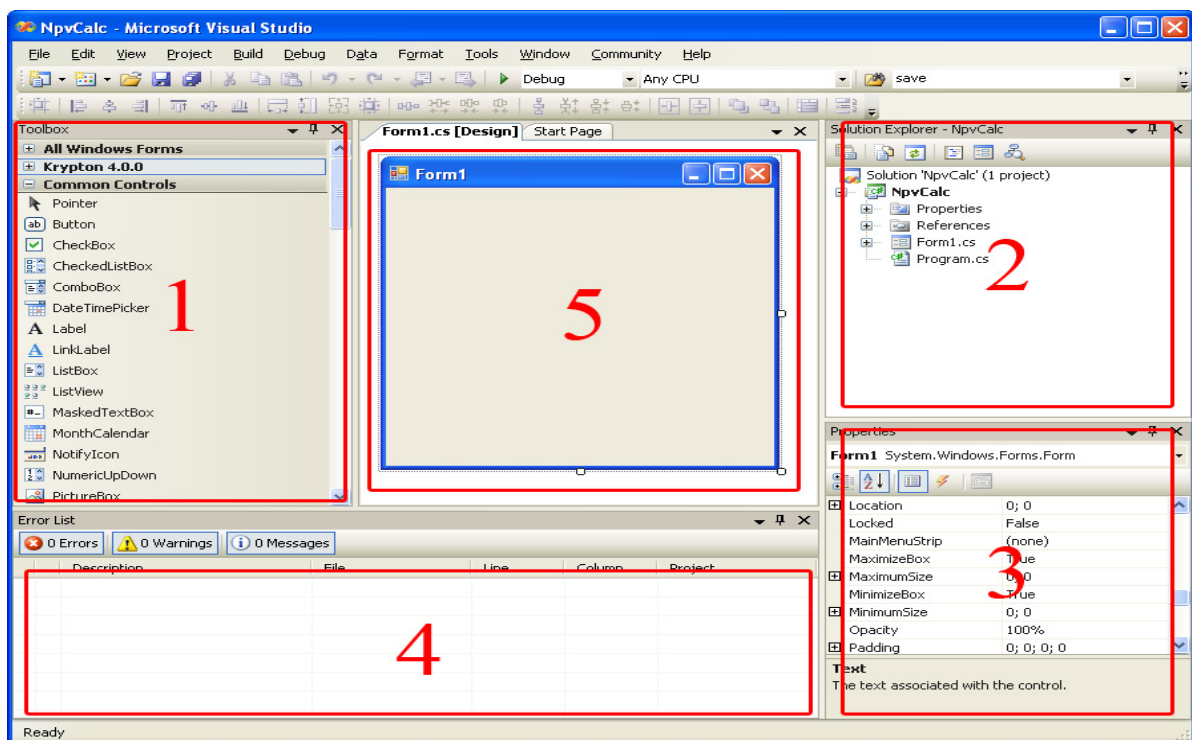 NpvCalc - Microsoft Visual Studio
File Edit View Project Build Debug Data Format Tools Window Community Help
Debug Any CPU save
Toolbox
All Windows Forms
Krypton 4.0.0
Common Controls
Pointer
Button
CheckBox
CheckedListBox
ComboBox
DateTimePicker
Label
LinkLabel
ListBox
ListView
MaskedTextBox
MonthCalendar
NotifyIcon
NumericUpDown
PictureBox
1
Form1.cs [Design] Start Page
Form1
5
Solution Explorer - NpvCalc
Solution 'NpvCalc' (1 project)
NpvCalc
Properties
References
Form1.cs
Program.cs
2
Properties
Form1 System.Windows.Forms.Form
Location 0; 0
Locked False
MainMenuStrip (none)
MaximizeBox True
MaximumSize 0; 0
MinimizeBox True
MinimumSize 0; 0
Opacity 100%
Padding 0; 0; 0; 0
3
Text
The text associated with the control.
Error List
0 Errors 0 Warnings 0 Messages
Description File Line Column Project
4
Ready